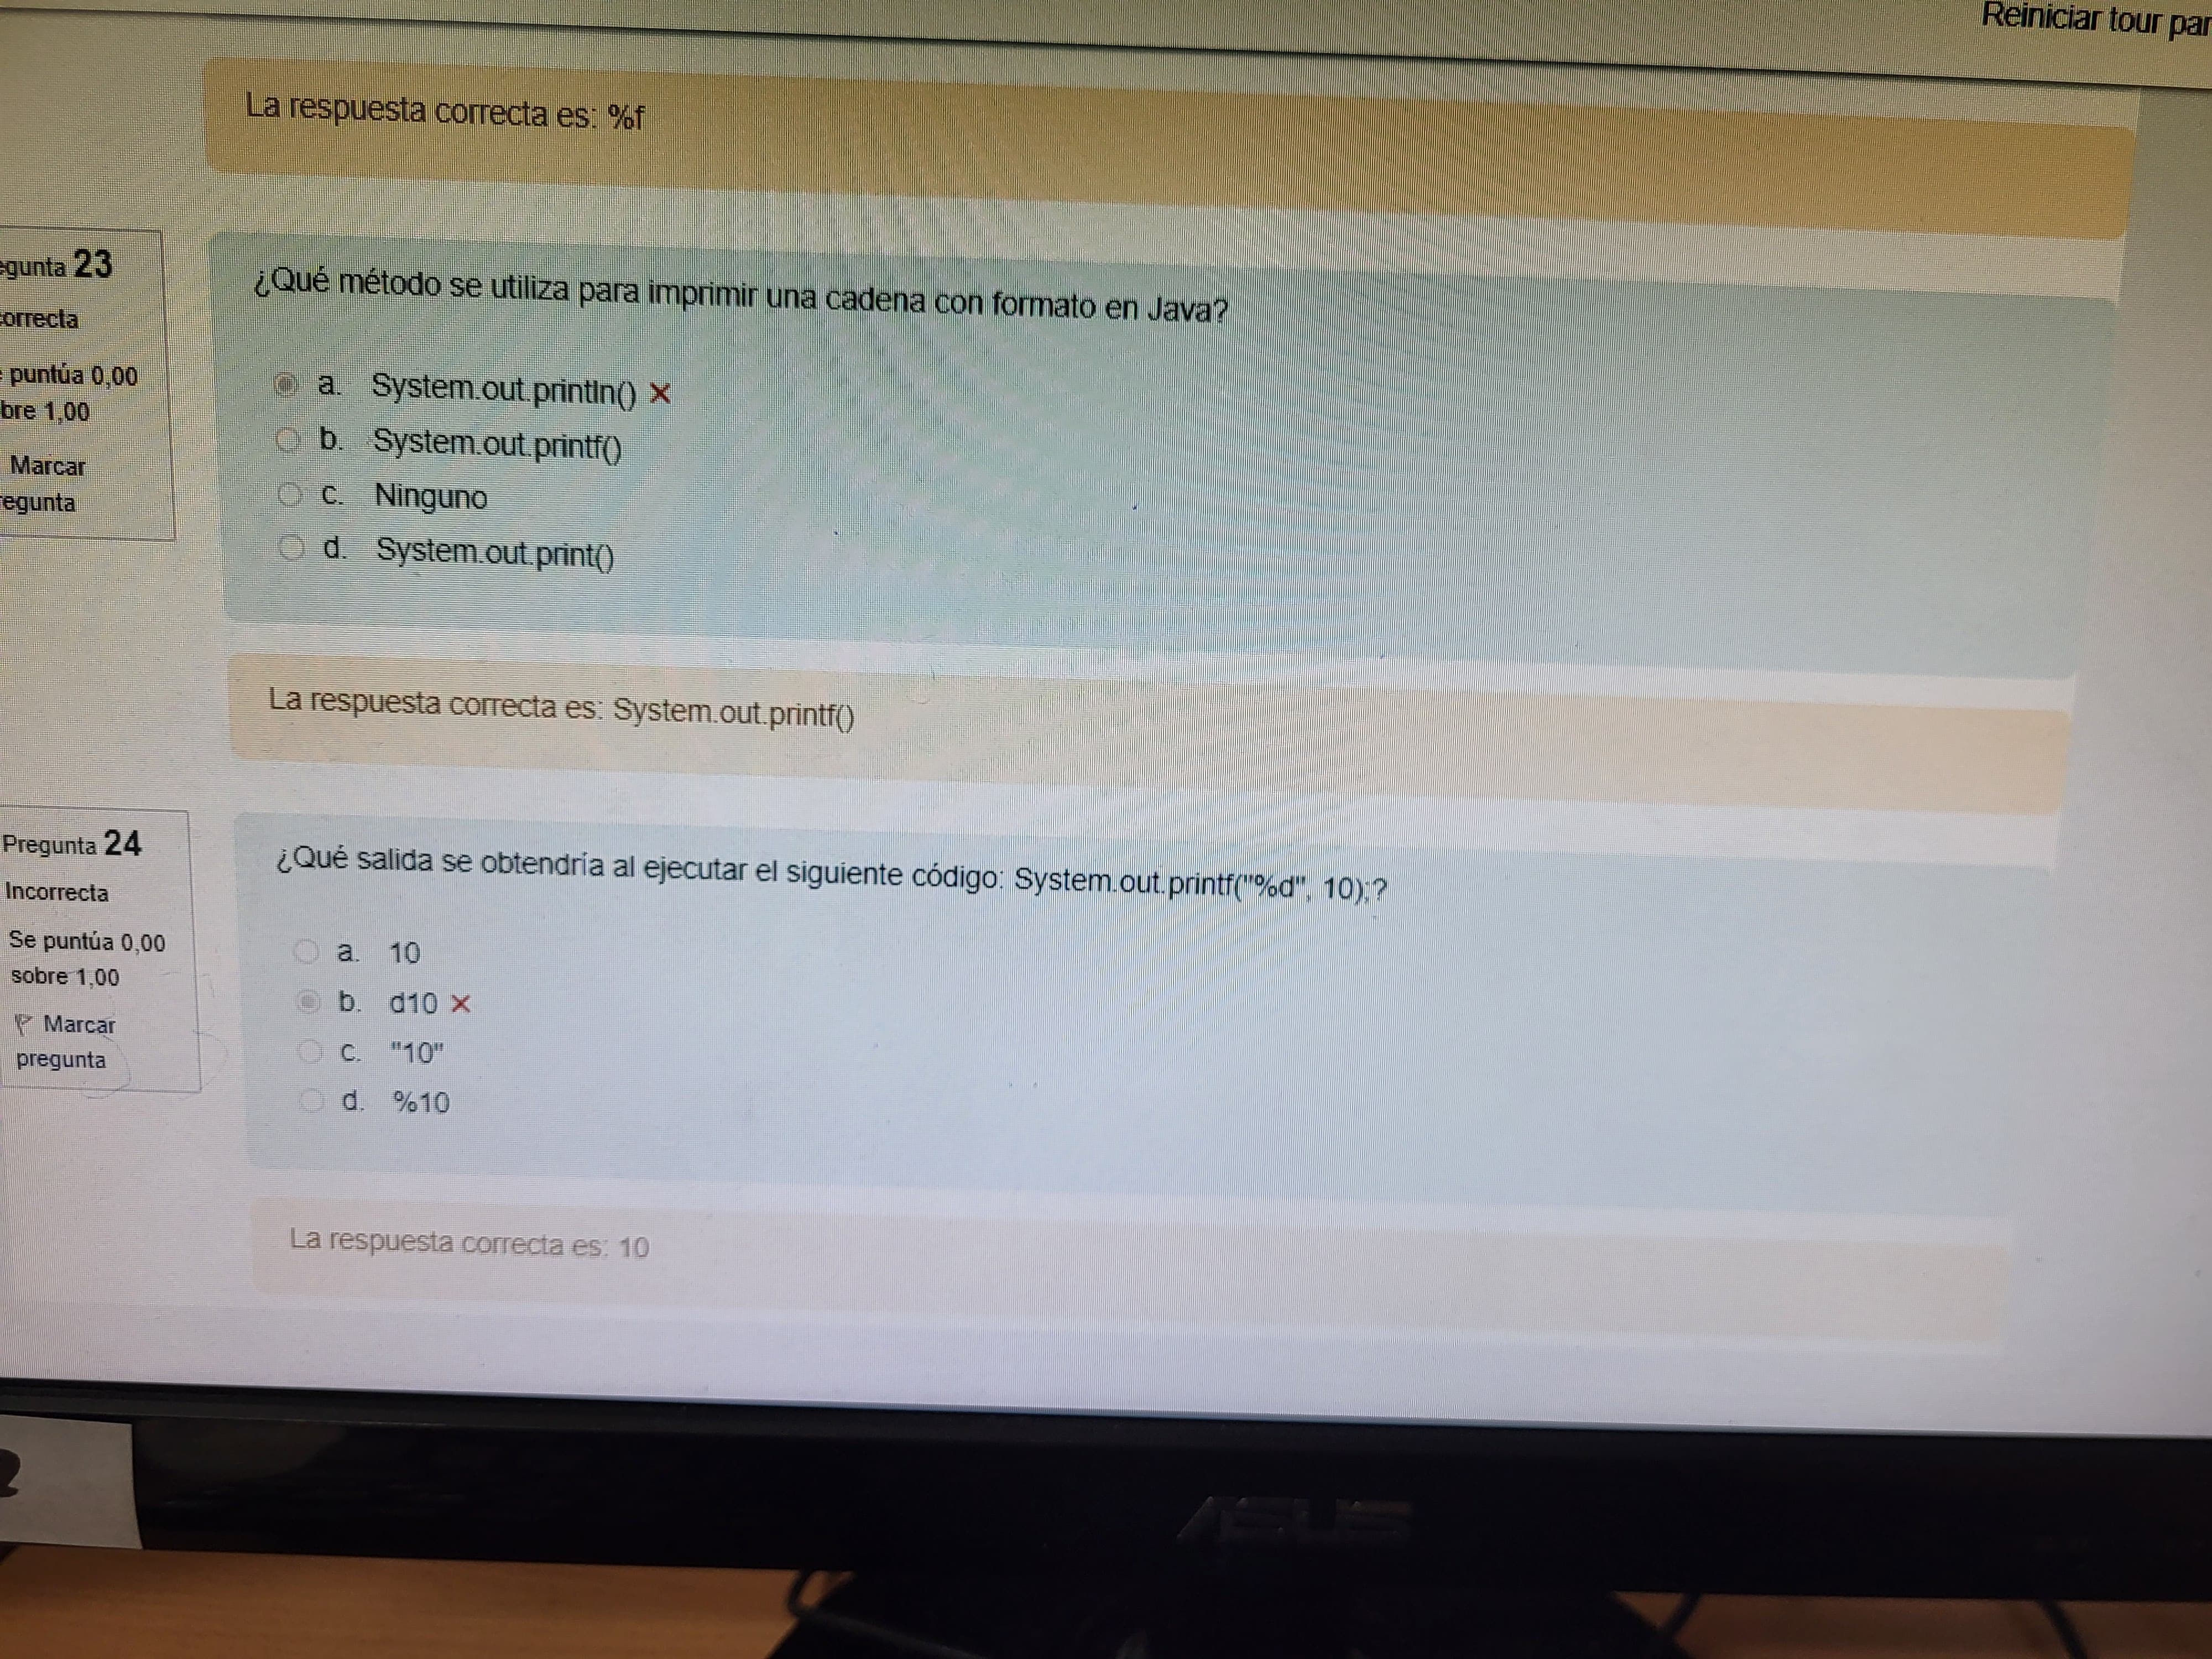 Reiniciar tour par
La respuesta correcta es: %f
egunta 23
correcta
puntúa 0,00
bre 1,00
Marcar
egunta
¿Qué método se utiliza para imprimir una cadena con formato en Java?
a. System.out.println() ×
b. System.out.printf()
c. Ninguno
d. System.out.print()
La respuesta correcta es: System.out.printf()
Pregunta 24
Incorrecta
Se puntúa 0,00
sobre 1,00
Marcar
pregunta
¿Qué salida se obtendría al ejecutar el siguiente código: System.out.printf("%d", 10);?
a. 10
b. d10 ×
c. "10"
d. %10
La respuesta correcta es: 10
2
ASUS